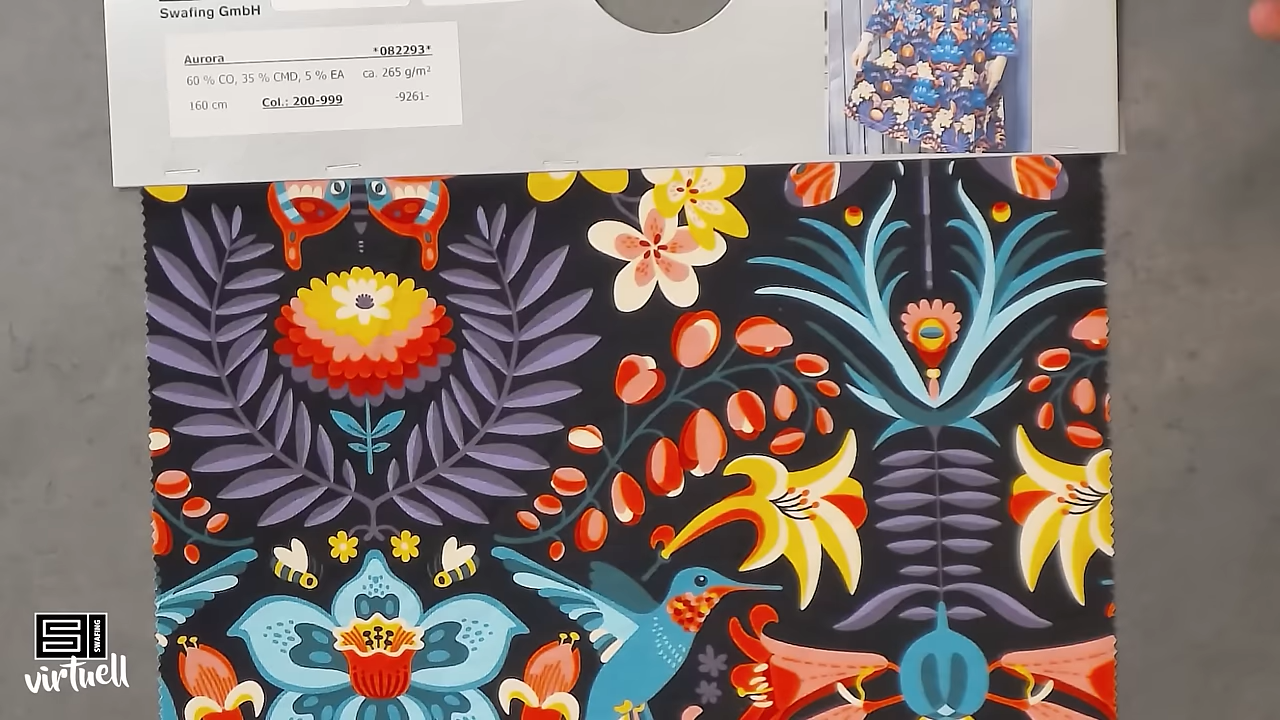 Swafing GmbH
Aurora *082293*
60 % CO, 35 % CMD, 5 % EA ca. 265 g/m²
160 cm Col.: 200-999 -9261-
SWAFING
virtuell